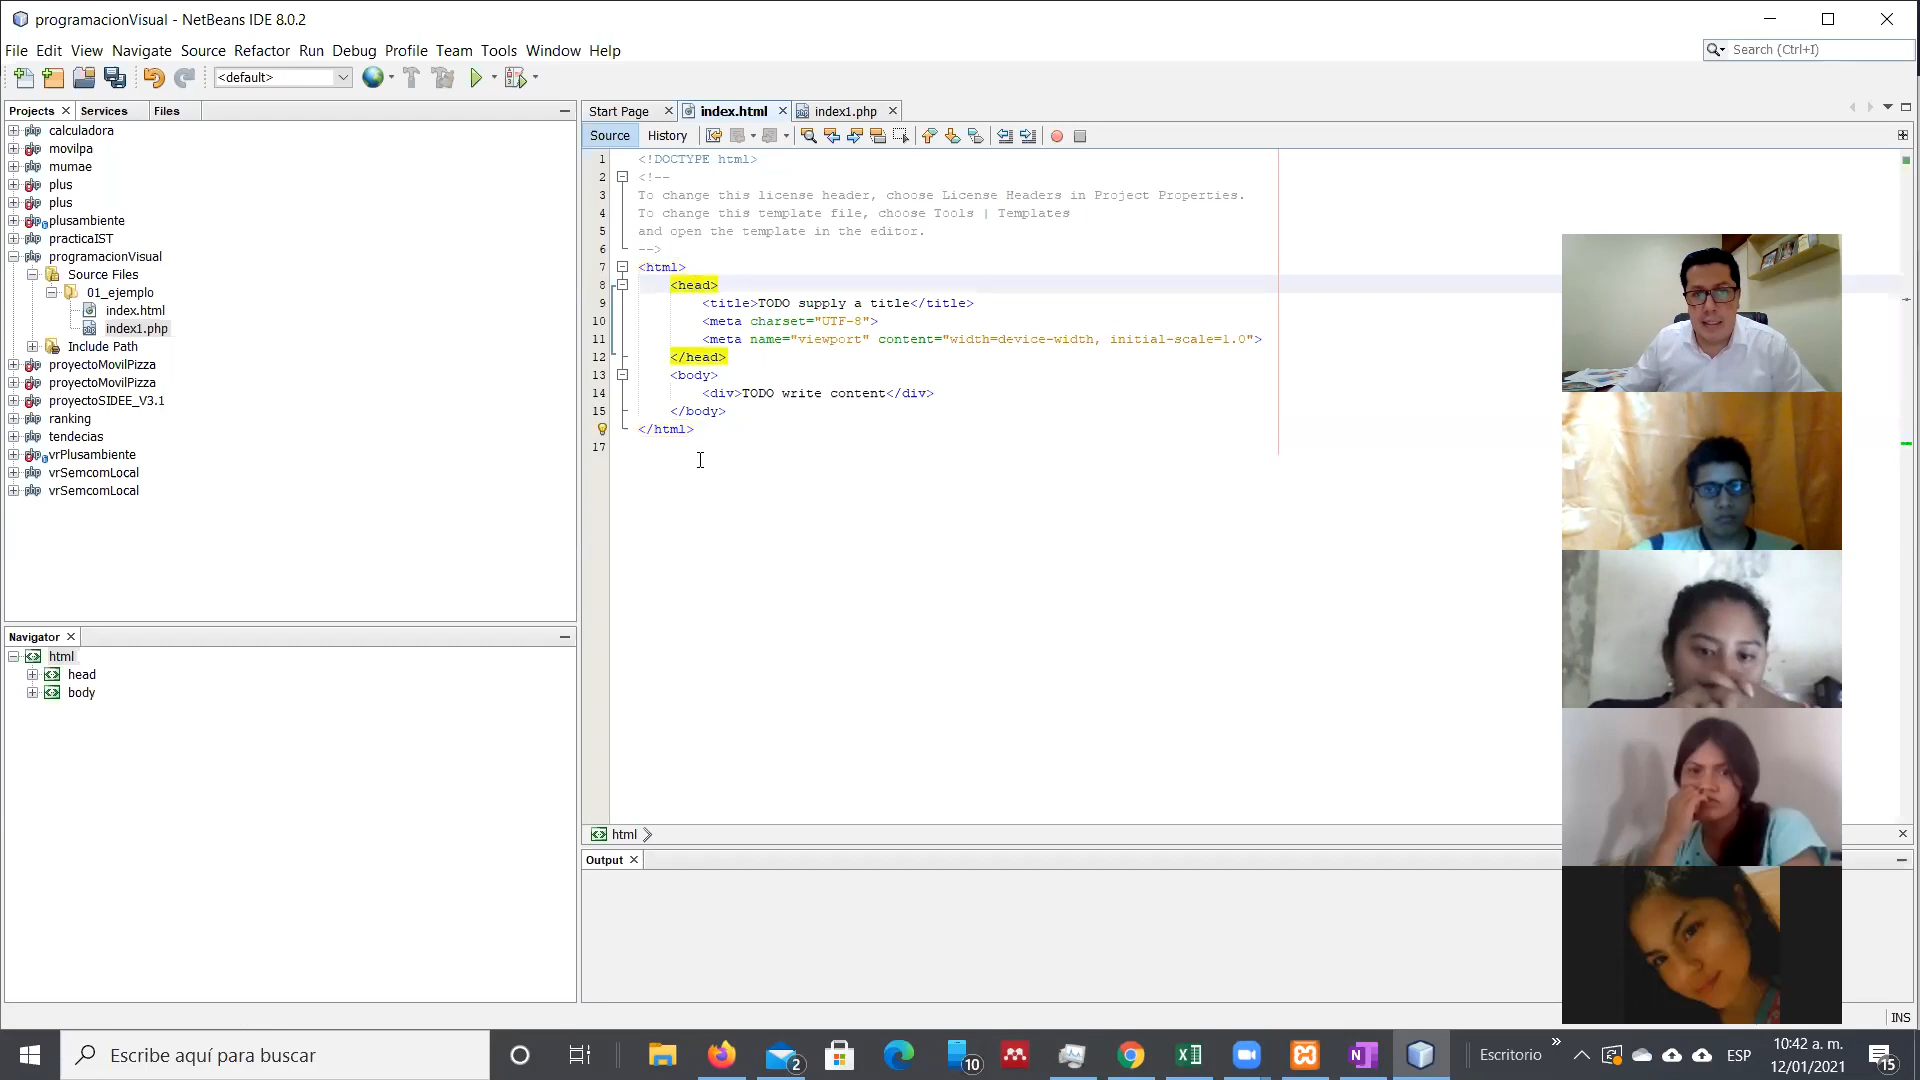 programacionVisual - NetBeans IDE 8.0.2
File Edit View Navigate Source Refactor Run Debug Profile Team Tools Window Help
Search (Ctrl+I)
<default>
Projects Services Files
calculadora
movilpa
mumae
plus
plus
plusambiente
practicaIST
programacionVisual
Source Files
01_ejemplo
index.html
index1.php
Include Path
proyectoMovilPizza
proyectoMovilPizza
proyectoSIDEE_V3.1
ranking
tendecias
vrPlusambiente
vrSemcomLocal
vrSemcomLocal
Navigator
html
head
body
Start Page index.html index1.php
Source History
1 <!DOCTYPE html>
2 <!--
3 To change this license header, choose License Headers in Project Properties.
4 To change this template file, choose Tools | Templates
5 and open the template in the editor.
6 -->
7 <html>
8 <head>
9 <title>TODO supply a title</title>
10 <meta charset="UTF-8">
11 <meta name="viewport" content="width=device-width, initial-scale=1.0">
12 </head>
13 <body>
14 <div>TODO write content</div>
15 </body>
</html>
17
html
Output
INS
Escribe aquí para buscar
2
10
Escritorio
ESP
10:42 a. m.
12/01/2021
15